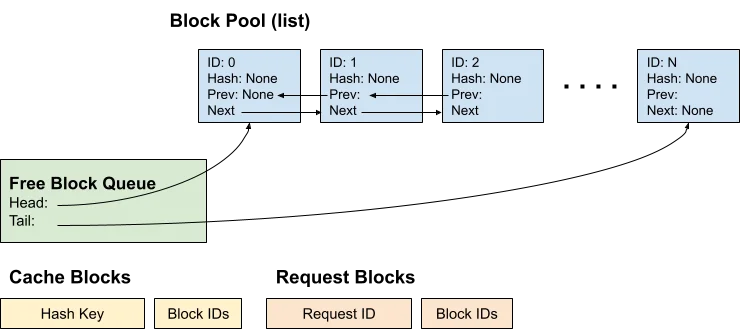 Block Pool (list)
ID: 0
Hash: None
Prev: None
Next
ID: 1
Hash: None
Prev:
Next
ID: 2
Hash: None
Prev:
Next
. . . .
ID: N
Hash: None
Prev:
Next: None
Free Block Queue
Head:
Tail:
Cache Blocks
Hash Key
Block IDs
Request Blocks
Request ID
Block IDs